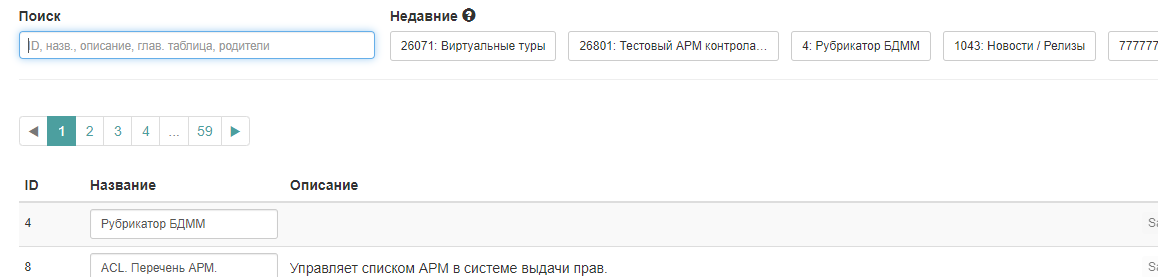 Поиск
Недавние
ID, назв., описание, глав. таблица, родители
26071: Виртуальные туры
26801: Тестовый АРМ контрола...
4: Рубрикатор БДММ
1043: Новости / Релизы
777777
◀ 1 2 3 4 ... 59 ▶
ID Название Описание
4 Рубрикатор БДММ
8 ACL. Перечень АРМ. Управляет списком АРМ в системе выдачи прав.